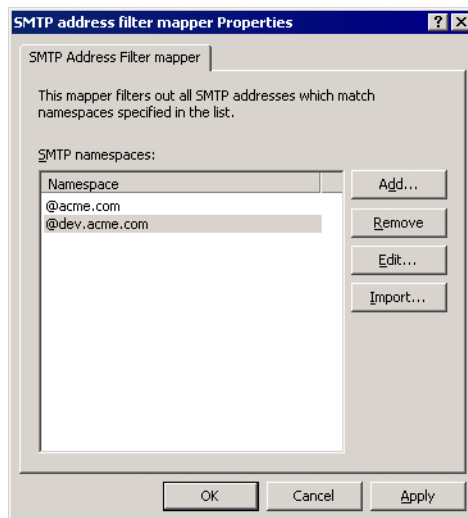 SMTP address filter mapper Properties
SMTP Address Filter mapper
This mapper filters out all SMTP addresses which match
namespaces specified in the list.
SMTP namespaces:
Namespace
@acme.com
@dev.acme.com
Add...
Remove
Edit...
Import...
OK Cancel Apply